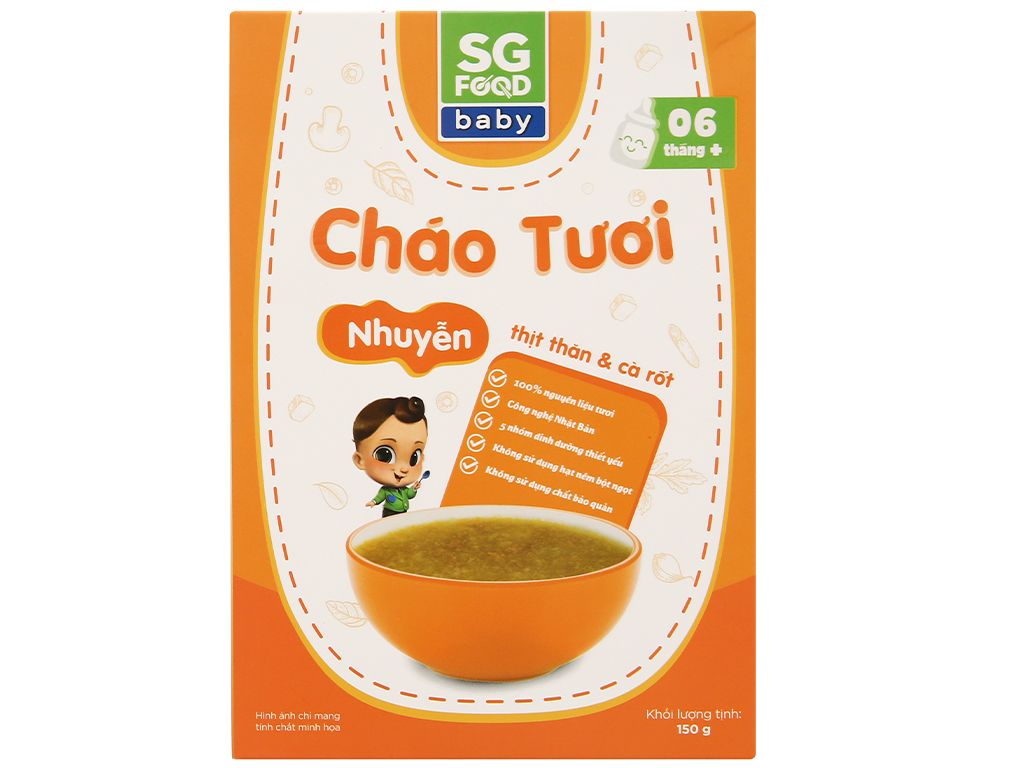 SG
FOOD
baby
06
tháng +
Cháo Tươi
Nhuyễn
thịt thăn & cà rốt
100% nguyên liệu tươi
Công nghệ Nhật Bản
5 nhóm dinh dưỡng thiết yếu
Không sử dụng hạt nêm bột ngọt
Không sử dụng chất bảo quản
Hình ảnh chỉ mang
tính chất minh họa
Khối lượng tịnh:
150 g